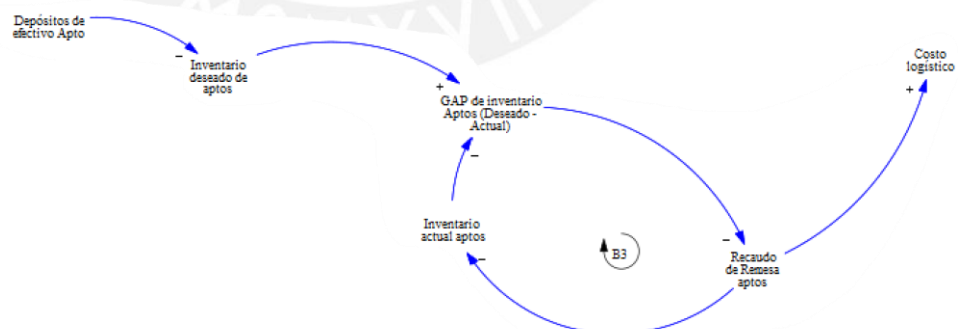 Depósitos de
efectivo Apto
−
Inventario
deseado de
aptos
+
GAP de inventario
Aptos (Deseado -
Actual)
−
Costo
logístico
+
Inventario
actual aptos
−
B3
−
Recaudo
de Remesa
aptos